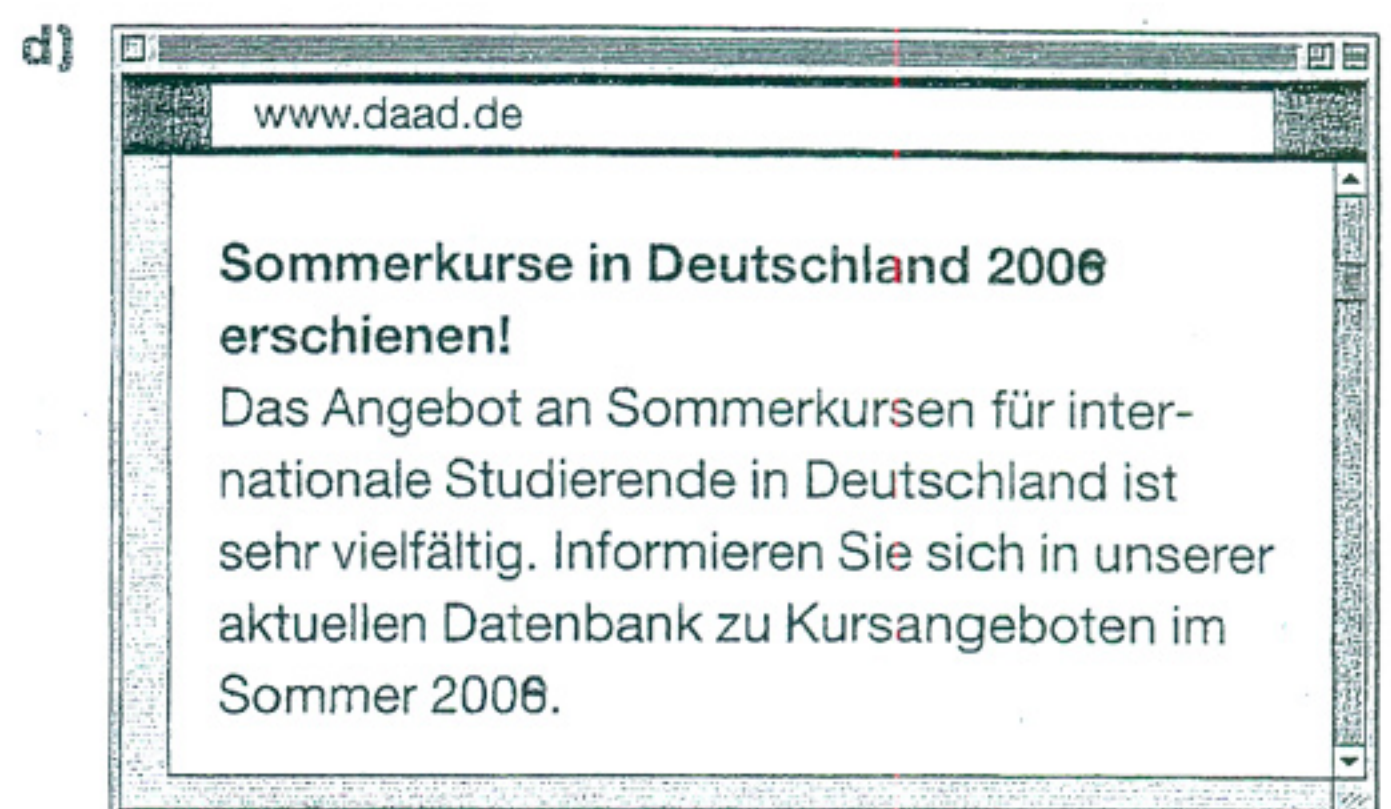 d)
www.daad.de
Sommerkurse in Deutschland 2006
erschienen!
Das Angebot an Sommerkursen für inter-
nationale Studierende in Deutschland ist
sehr vielfältig. Informieren Sie sich in unserer
aktuellen Datenbank zu Kursangeboten im
Sommer 2006.